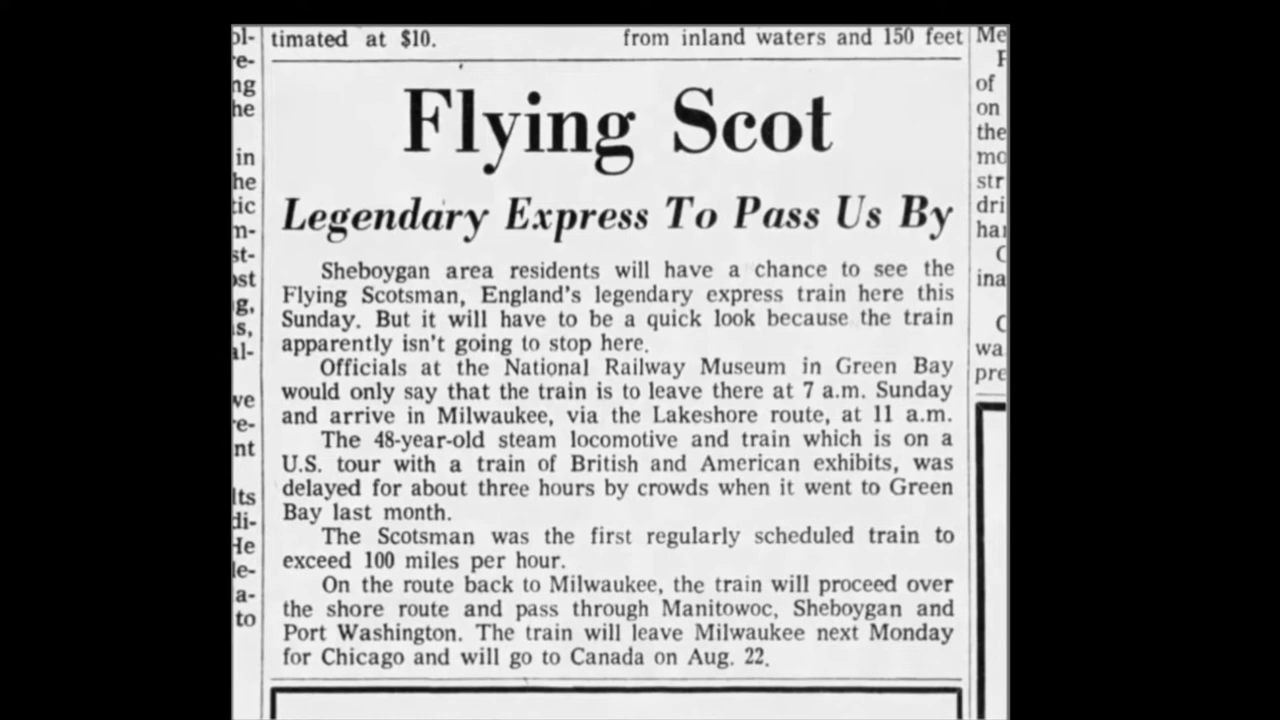 timated at $10.
from inland waters and 150 feet
Flying Scot
Legendary Express To Pass Us By
Sheboygan area residents will have a chance to see the
Flying Scotsman, England's legendary express train here this
Sunday. But it will have to be a quick look because the train
apparently isn't going to stop here.
Officials at the National Railway Museum in Green Bay
would only say that the train is to leave there at 7 a.m. Sunday
and arrive in Milwaukee, via the Lakeshore route, at 11 a.m.
The 48-year-old steam locomotive and train which is on a
U.S. tour with a train of British and American exhibits, was
delayed for about three hours by crowds when it went to Green
Bay last month.
The Scotsman was the first regularly scheduled train to
exceed 100 miles per hour.
On the route back to Milwaukee, the train will proceed over
the shore route and pass through Manitowoc, Sheboygan and
Port Washington. The train will leave Milwaukee next Monday
for Chicago and will go to Canada on Aug. 22.
of
on
the